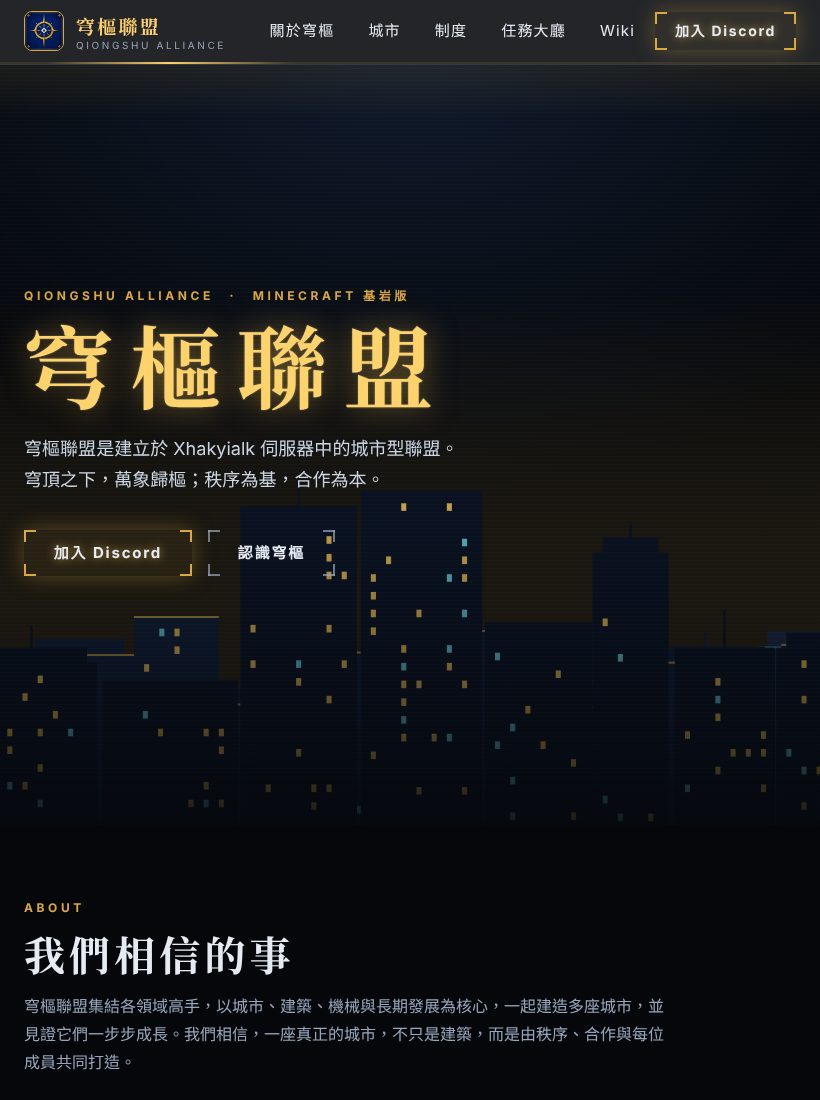 穹樞聯盟
QIONGSHU ALLIANCE
關於穹樞 城市 制度 任務大廳 Wiki 加入 Discord
QIONGSHU ALLIANCE · MINECRAFT 基岩版
穹樞聯盟
穹樞聯盟是建立於 Xhakyialk 伺服器中的城市型聯盟。
穹頂之下，萬象歸樞；秩序為基，合作為本。
加入 Discord 認識穹樞
ABOUT
我們相信的事
穹樞聯盟集結各領域高手，以城市、建築、機械與長期發展為核心，一起建造多座城市，並
見證它們一步步成長。我們相信，一座真正的城市，不只是建築，而是由秩序、合作與每位
成員共同打造。